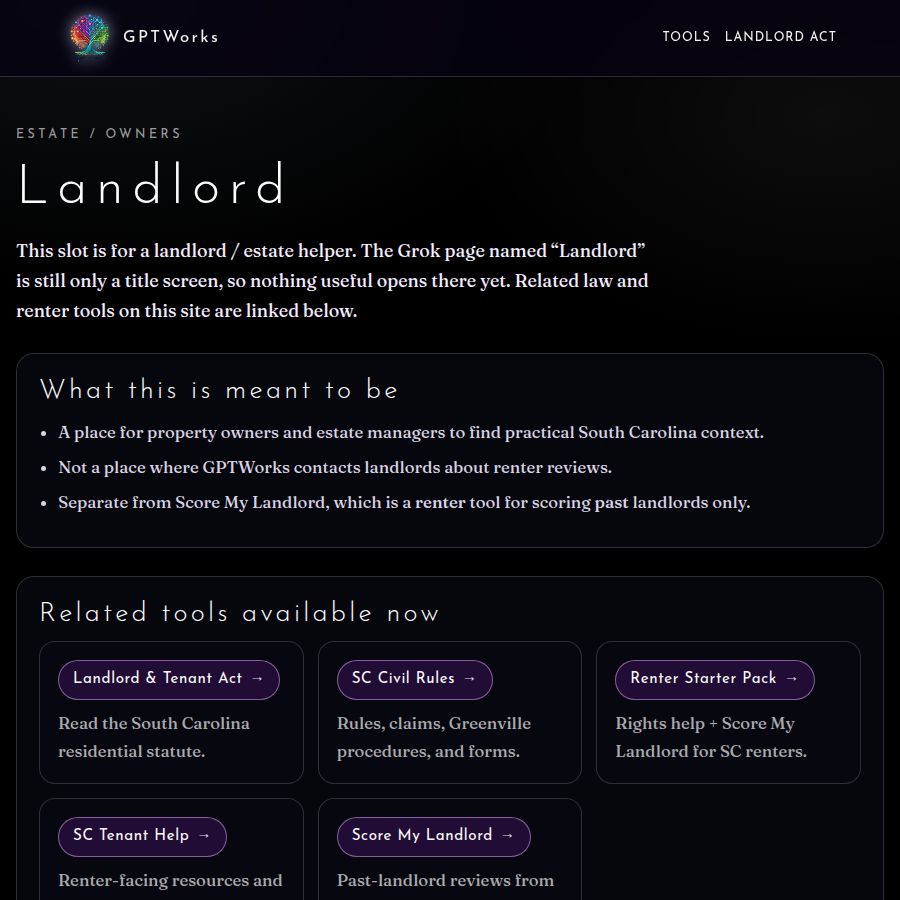 GPTWorks
TOOLS LANDLORD ACT
ESTATE / OWNERS
Landlord
This slot is for a landlord / estate helper. The Grok page named “Landlord”
is still only a title screen, so nothing useful opens there yet. Related law and
renter tools on this site are linked below.
What this is meant to be
• A place for property owners and estate managers to find practical South Carolina context.
• Not a place where GPTWorks contacts landlords about renter reviews.
• Separate from Score My Landlord, which is a renter tool for scoring past landlords only.
Related tools available now
Landlord & Tenant Act →
Read the South Carolina
residential statute.
SC Civil Rules →
Rules, claims, Greenville
procedures, and forms.
Renter Starter Pack →
Rights help + Score My
Landlord for SC renters.
SC Tenant Help →
Renter-facing resources and
Score My Landlord →
Past-landlord reviews from